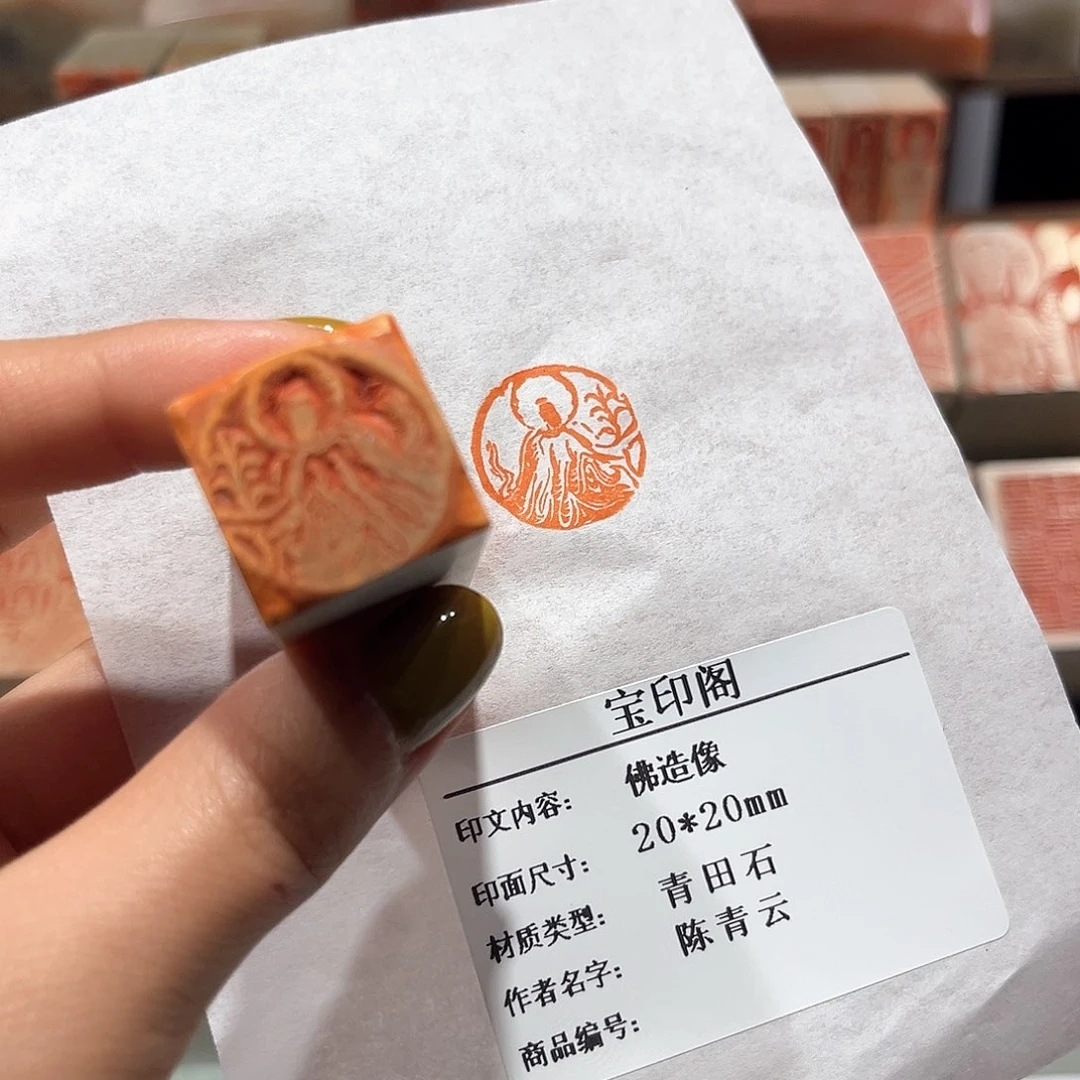 宝印阁
印文内容: 佛造像
印面尺寸: 20*20mm
材质类型: 青田石
作者名字: 陈青云
商品编号: